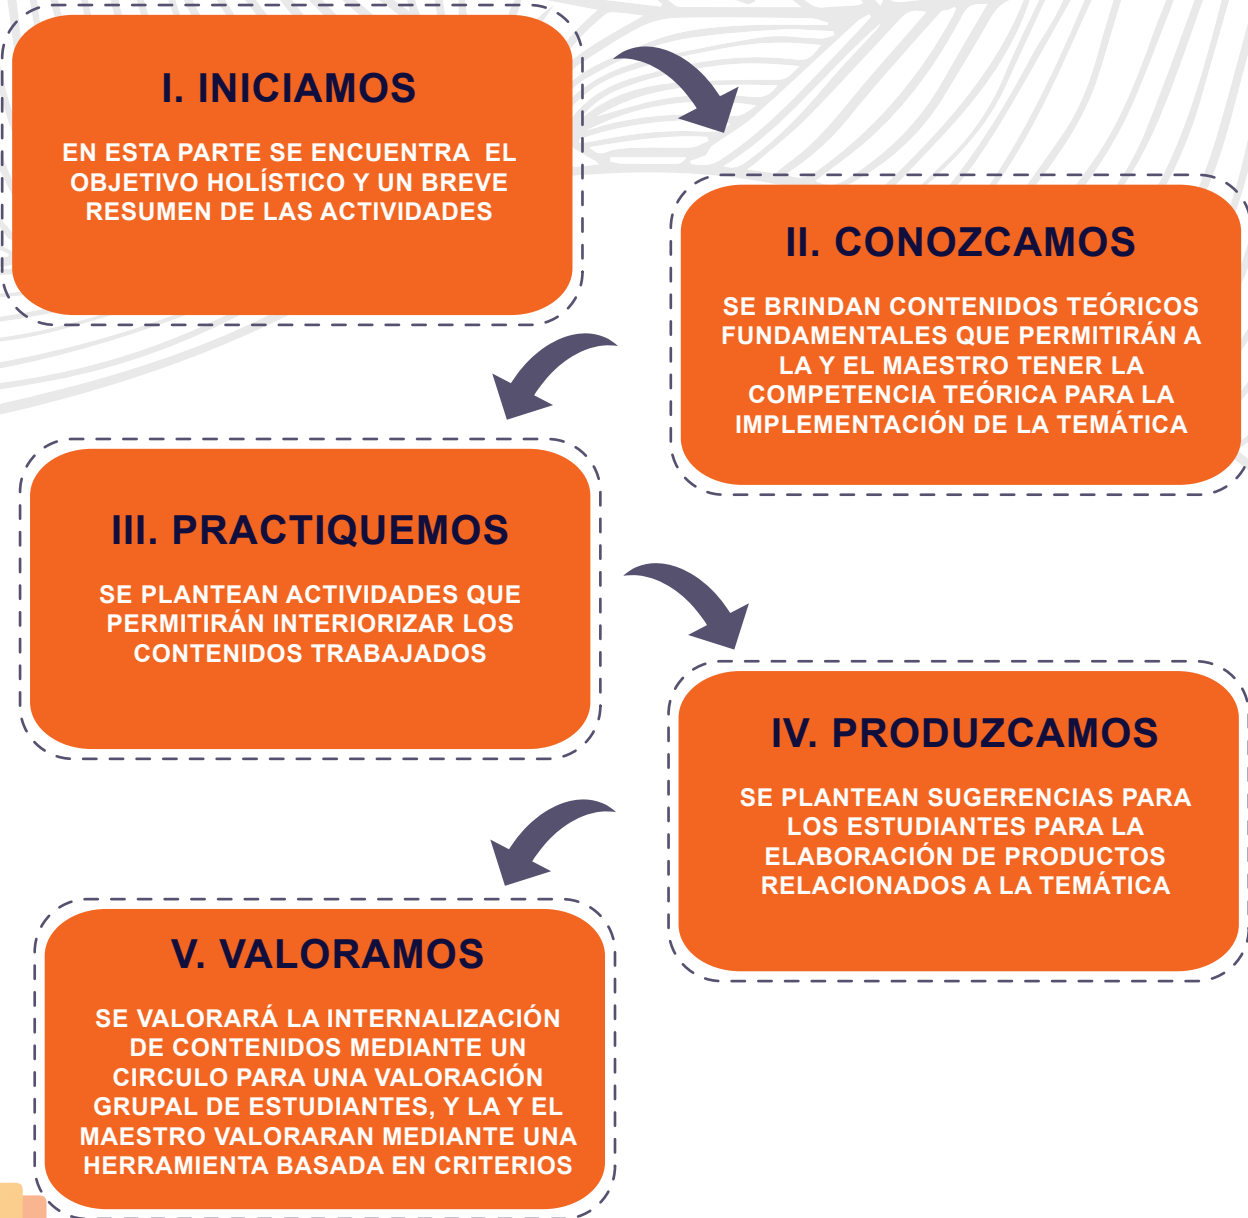 I. INICIAMOS
EN ESTA PARTE SE ENCUENTRA EL
OBJETIVO HOLÍSTICO Y UN BREVE
RESUMEN DE LAS ACTIVIDADES
II. CONOZCAMOS
SE BRINDAN CONTENIDOS TEÓRICOS
FUNDAMENTALES QUE PERMITIRÁN A
LA Y EL MAESTRO TENER LA
COMPETENCIA TEÓRICA PARA LA
IMPLEMENTACIÓN DE LA TEMÁTICA
III. PRACTIQUEMOS
SE PLANTEAN ACTIVIDADES QUE
PERMITIRÁN INTERIORIZAR LOS
CONTENIDOS TRABAJADOS
IV. PRODUZCAMOS
SE PLANTEAN SUGERENCIAS PARA
LOS ESTUDIANTES PARA LA
ELABORACIÓN DE PRODUCTOS
RELACIONADOS A LA TEMÁTICA
V. VALORAMOS
SE VALORARÁ LA INTERNALIZACIÓN
DE CONTENIDOS MEDIANTE UN
CIRCULO PARA UNA VALORACIÓN
GRUPAL DE ESTUDIANTES, Y LA Y EL
MAESTRO VALORARAN MEDIANTE UNA
HERRAMIENTA BASADA EN CRITERIOS